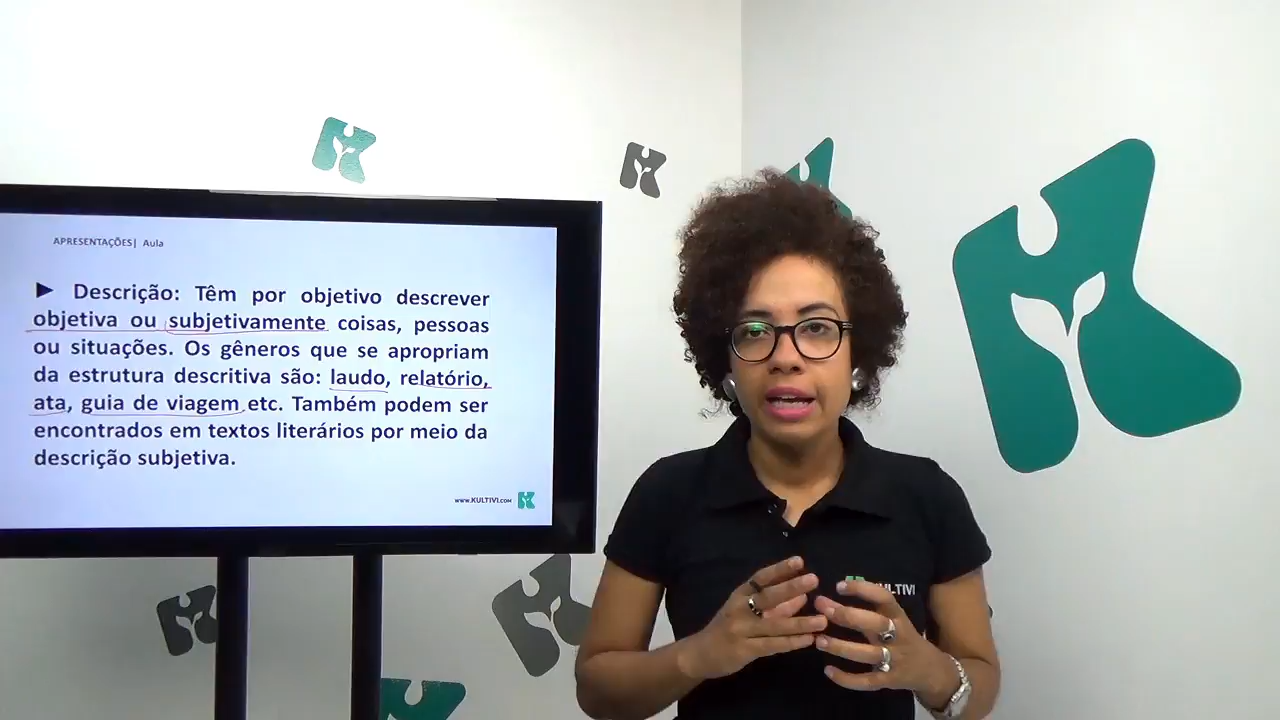 APRESENTAÇÕES| Aula
► Descrição: Têm por objetivo descrever
objetiva ou subjetivamente coisas, pessoas
ou situações. Os gêneros que se apropriam
da estrutura descritiva são: laudo, relatório,
ata, guia de viagem etc. Também podem ser
encontrados em textos literários por meio da
descrição subjetiva.
www.KULTIVI.COM